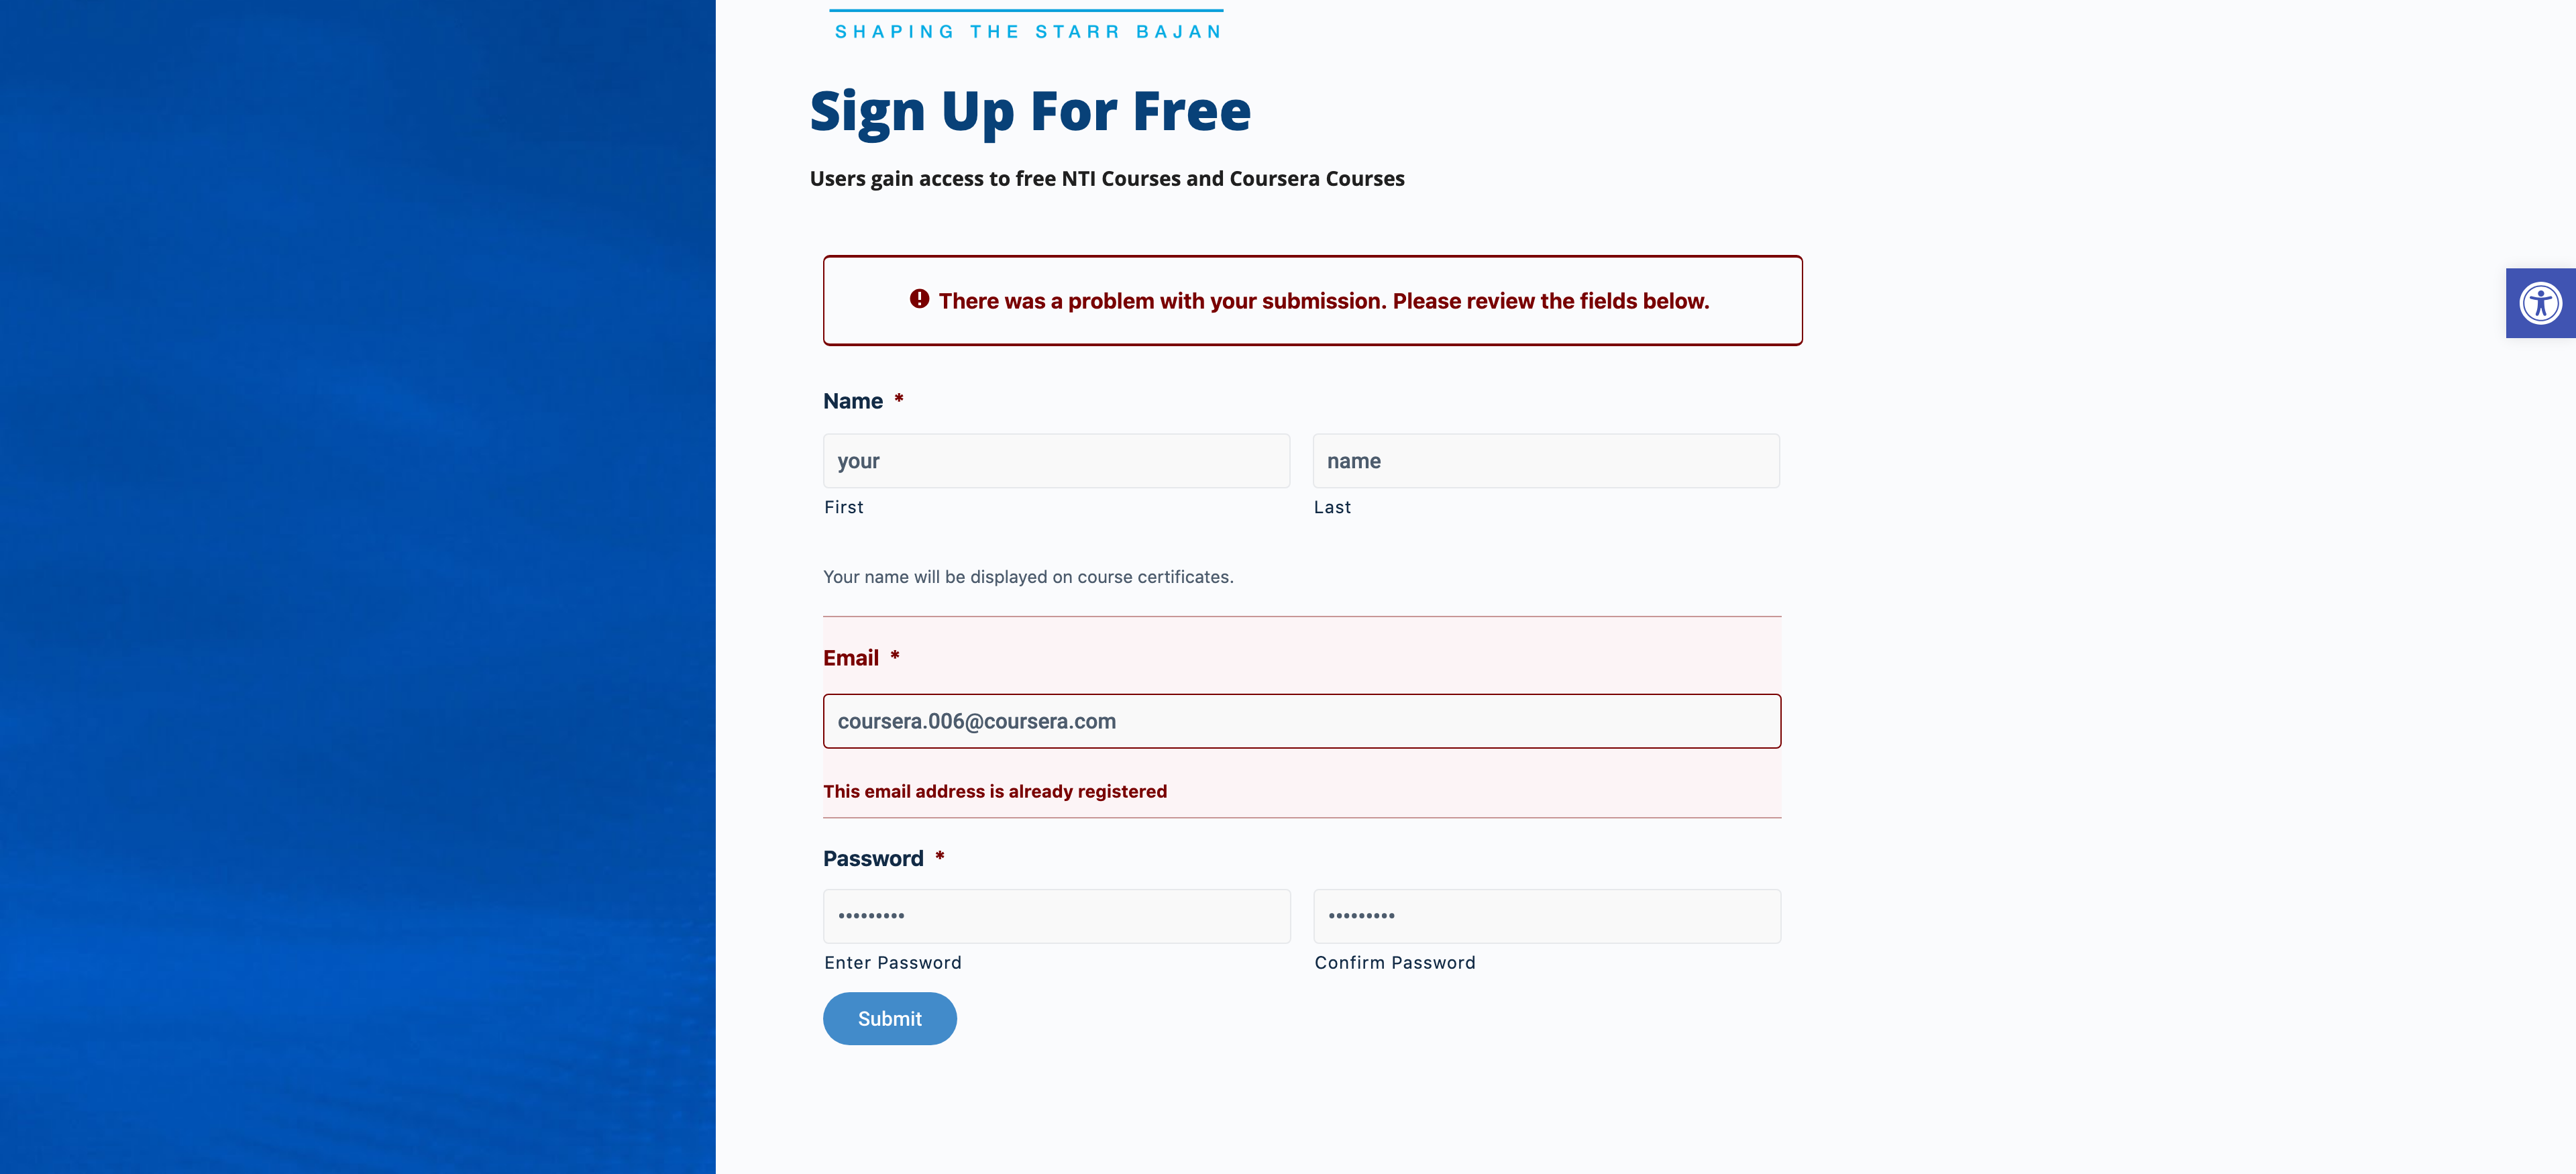 SHAPING THE STARR BAJAN
Sign Up For Free
Users gain access to free NTI Courses and Coursera Courses
There was a problem with your submission. Please review the fields below.
Name *
your name
First Last
Your name will be displayed on course certificates.
Email *
coursera.006@coursera.com
This email address is already registered
Password *
••••••••• •••••••••
Enter Password Confirm Password
Submit